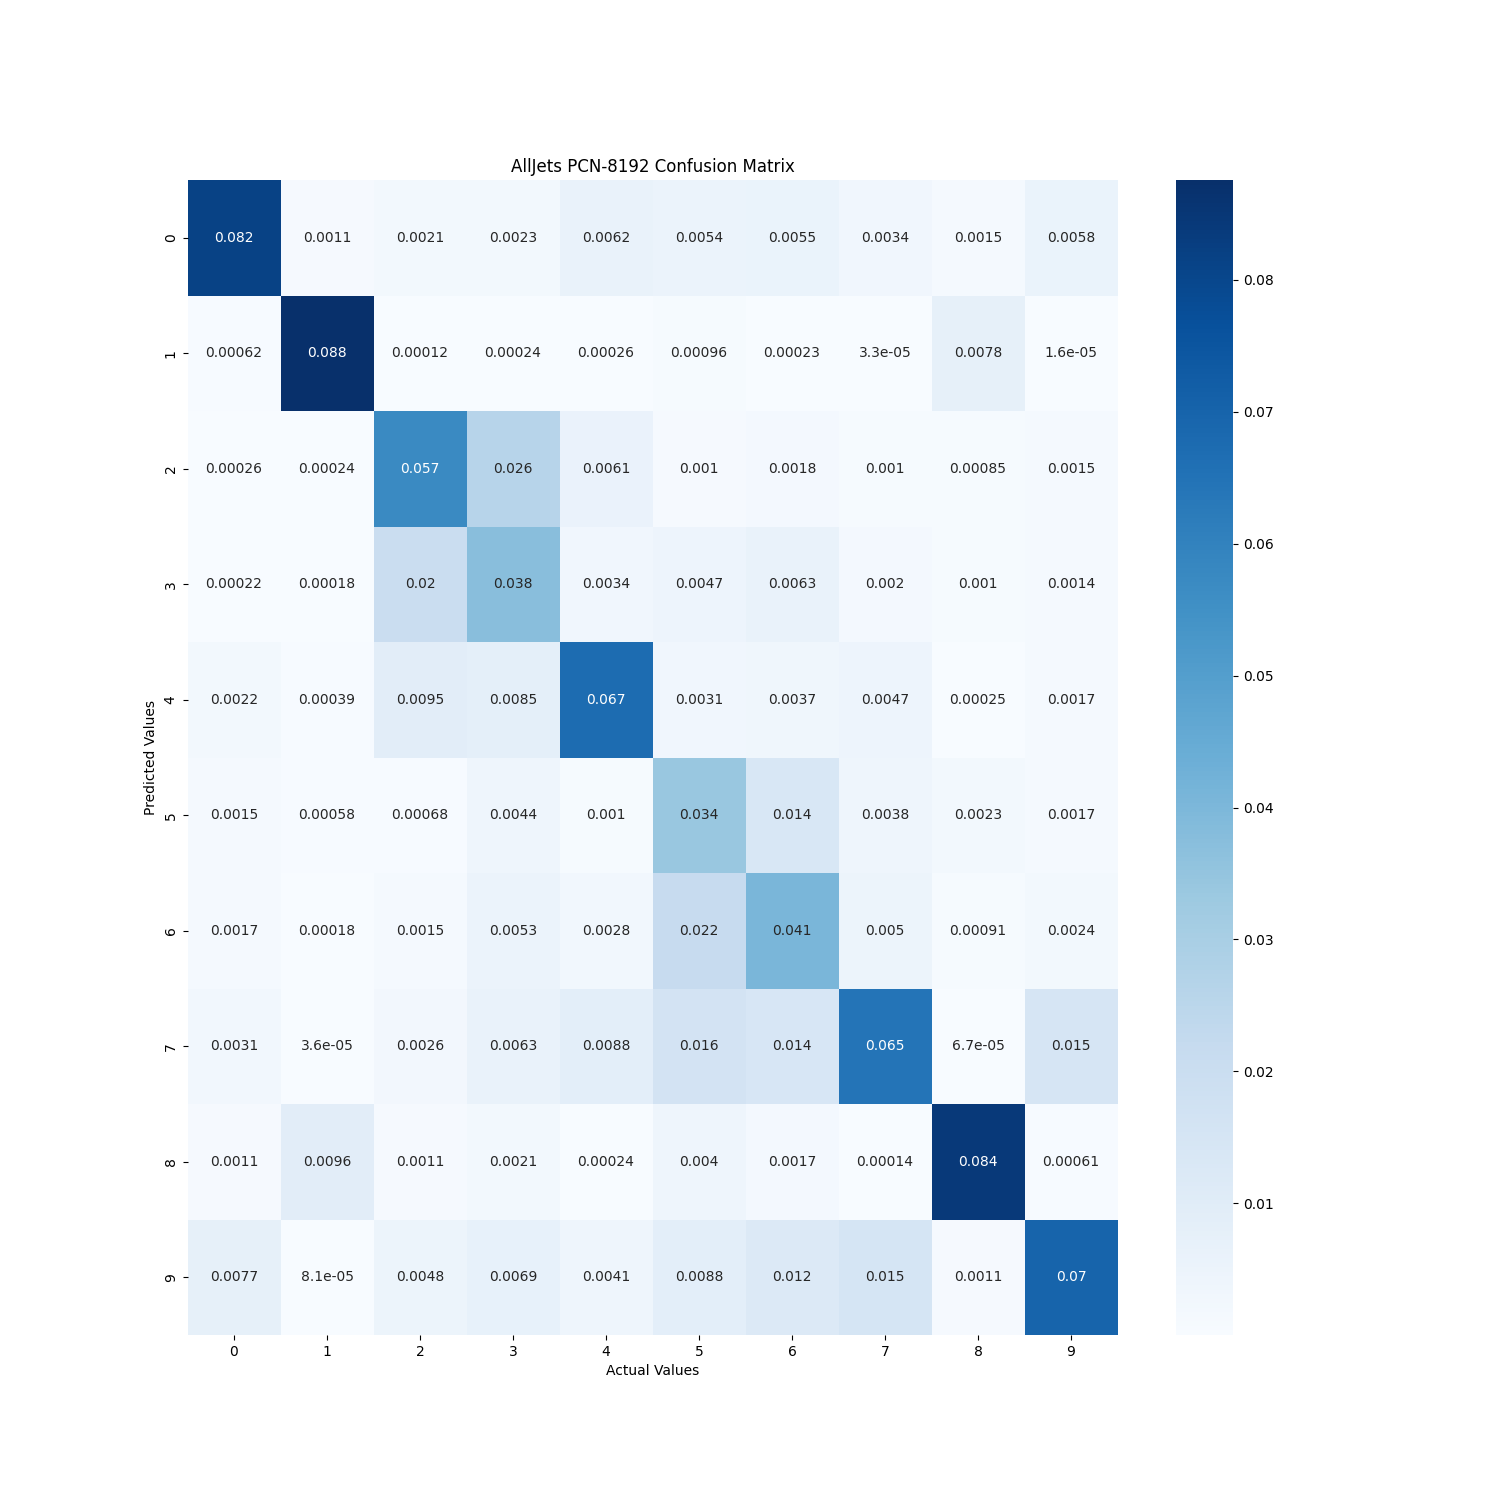 AllJets PCN-8192 Confusion Matrix
0 0.082 0.0011 0.0021 0.0023 0.0062 0.0054 0.0055 0.0034 0.0015 0.0058
1 0.00062 0.088 0.00012 0.00024 0.00026 0.00096 0.00023 3.3e-05 0.0078 1.6e-05
2 0.00026 0.00024 0.057 0.026 0.0061 0.001 0.0018 0.001 0.00085 0.0015
3 0.00022 0.00018 0.02 0.038 0.0034 0.0047 0.0063 0.002 0.001 0.0014
4 0.0022 0.00039 0.0095 0.0085 0.067 0.0031 0.0037 0.0047 0.00025 0.0017
5 0.0015 0.00058 0.00068 0.0044 0.001 0.034 0.014 0.0038 0.0023 0.0017
6 0.0017 0.00018 0.0015 0.0053 0.0028 0.022 0.041 0.005 0.00091 0.0024
7 0.0031 3.6e-05 0.0026 0.0063 0.0088 0.016 0.014 0.065 6.7e-05 0.015
8 0.0011 0.0096 0.0011 0.0021 0.00024 0.004 0.0017 0.00014 0.084 0.00061
9 0.0077 8.1e-05 0.0048 0.0069 0.0041 0.0088 0.012 0.015 0.0011 0.07
0 1 2 3 4 5 6 7 8 9
Actual Values
Predicted Values
0.08
0.07
0.06
0.05
0.04
0.03
0.02
0.01